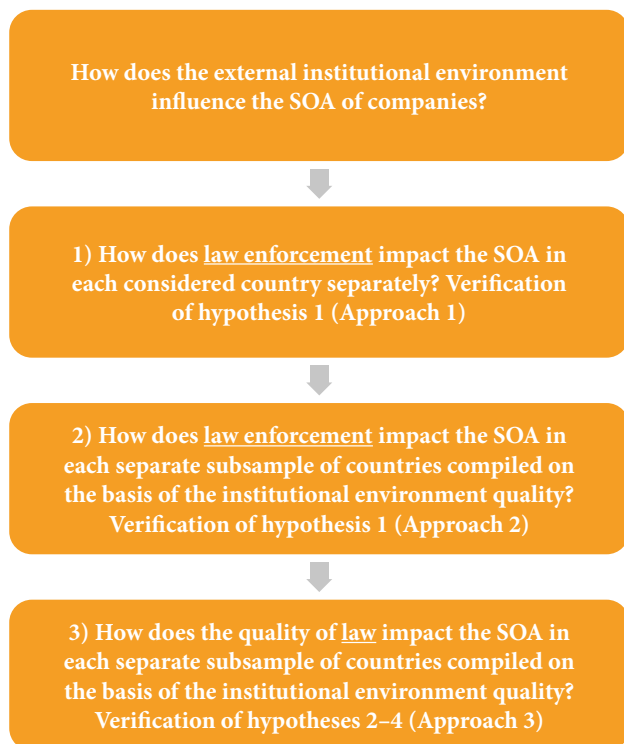 How does the external institutional environment
influence the SOA of companies?
1) How does law enforcement impact the SOA in
each considered country separately? Verification
of hypothesis 1 (Approach 1)
2) How does law enforcement impact the SOA in
each separate subsample of countries compiled on
the basis of the institutional environment quality?
Verification of hypothesis 1 (Approach 2)
3) How does the quality of law impact the SOA in
each separate subsample of countries compiled on
the basis of the institutional environment quality?
Verification of hypotheses 2–4 (Approach 3)